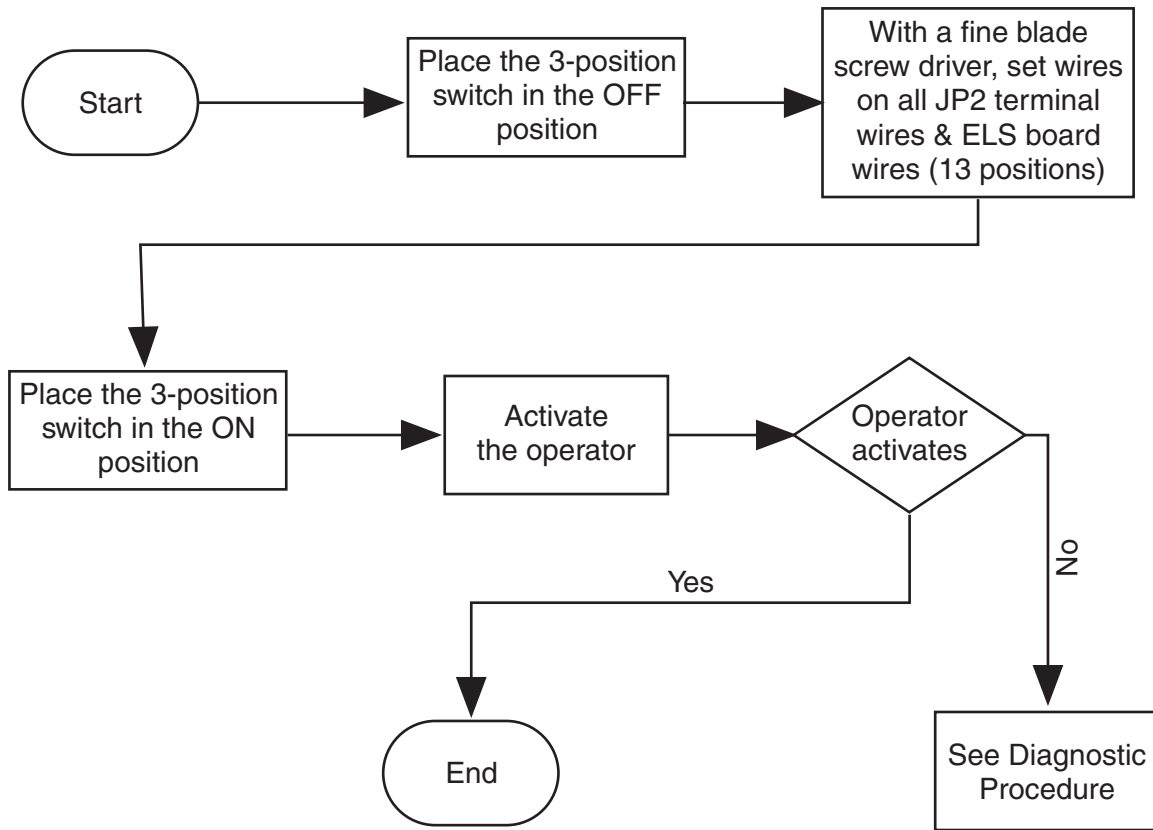 Start
Place the 3-position
switch in the OFF
position
With a fine blade
screw driver, set wires
on all JP2 terminal
wires & ELS board
wires (13 positions)
Place the 3-position
switch in the ON
position
Activate
the operator
Operator
activates
Yes
No
End
See Diagnostic
Procedure